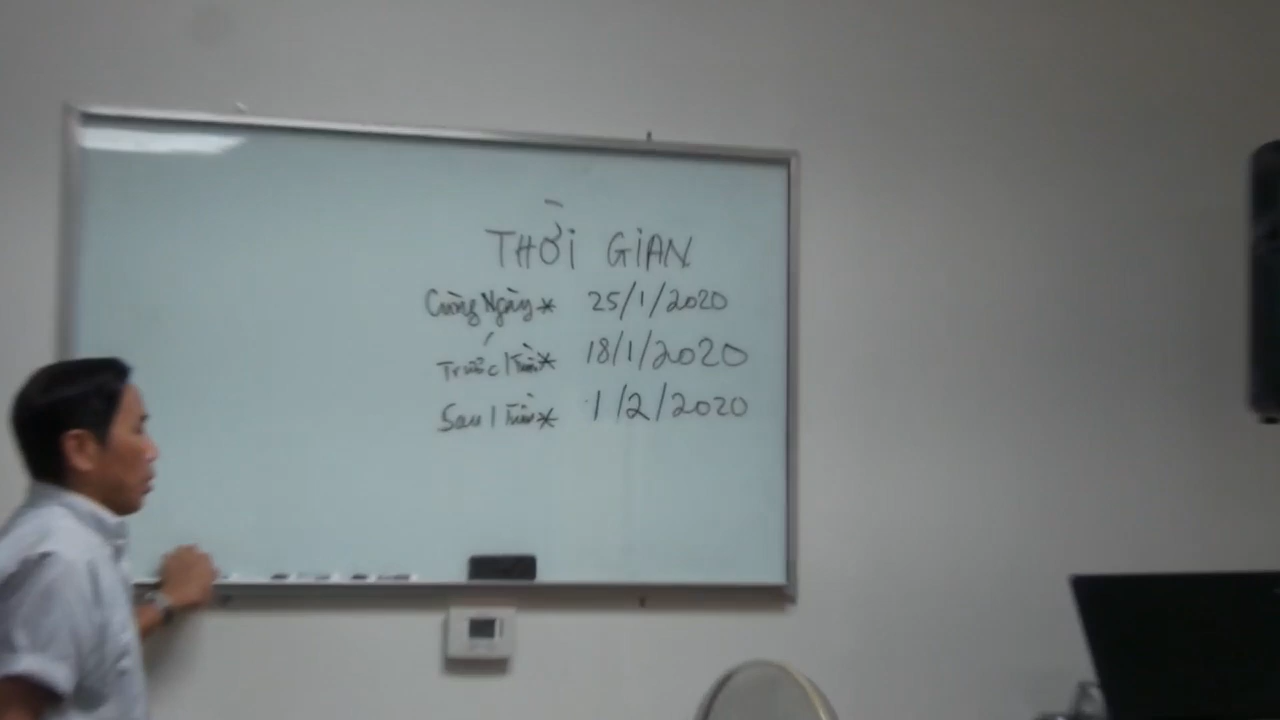 THỜI GIAN
Cùng Ngày * 25/1/2020
Trước 1 Tuần * 18/1/2020
Sau 1 Tuần * 1/2/2020